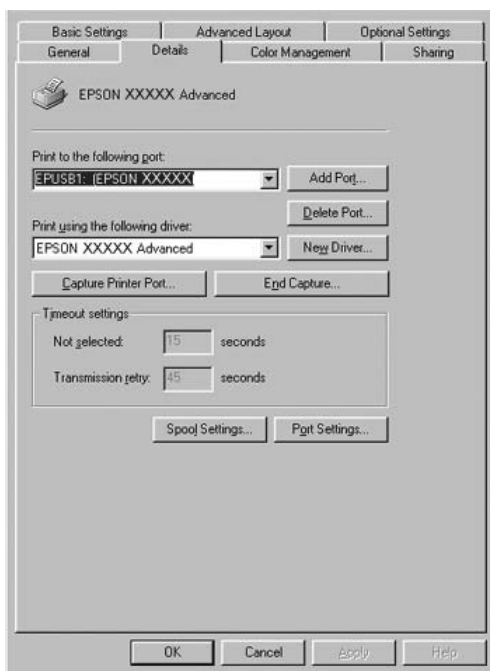 Basic Settings Advanced Layout Optional Settings
General Details Color Management Sharing
EPSON XXXXX Advanced
Print to the following port:
EPUSB1: (EPSON XXXXX Add Port...
Delete Port...
Print using the following driver:
EPSON XXXXX Advanced New Driver...
Capture Printer Port... End Capture...
Timeout settings
Not selected: 15 seconds
Transmission retry: 45 seconds
Spool Settings... Port Settings...
OK Cancel Apply Help